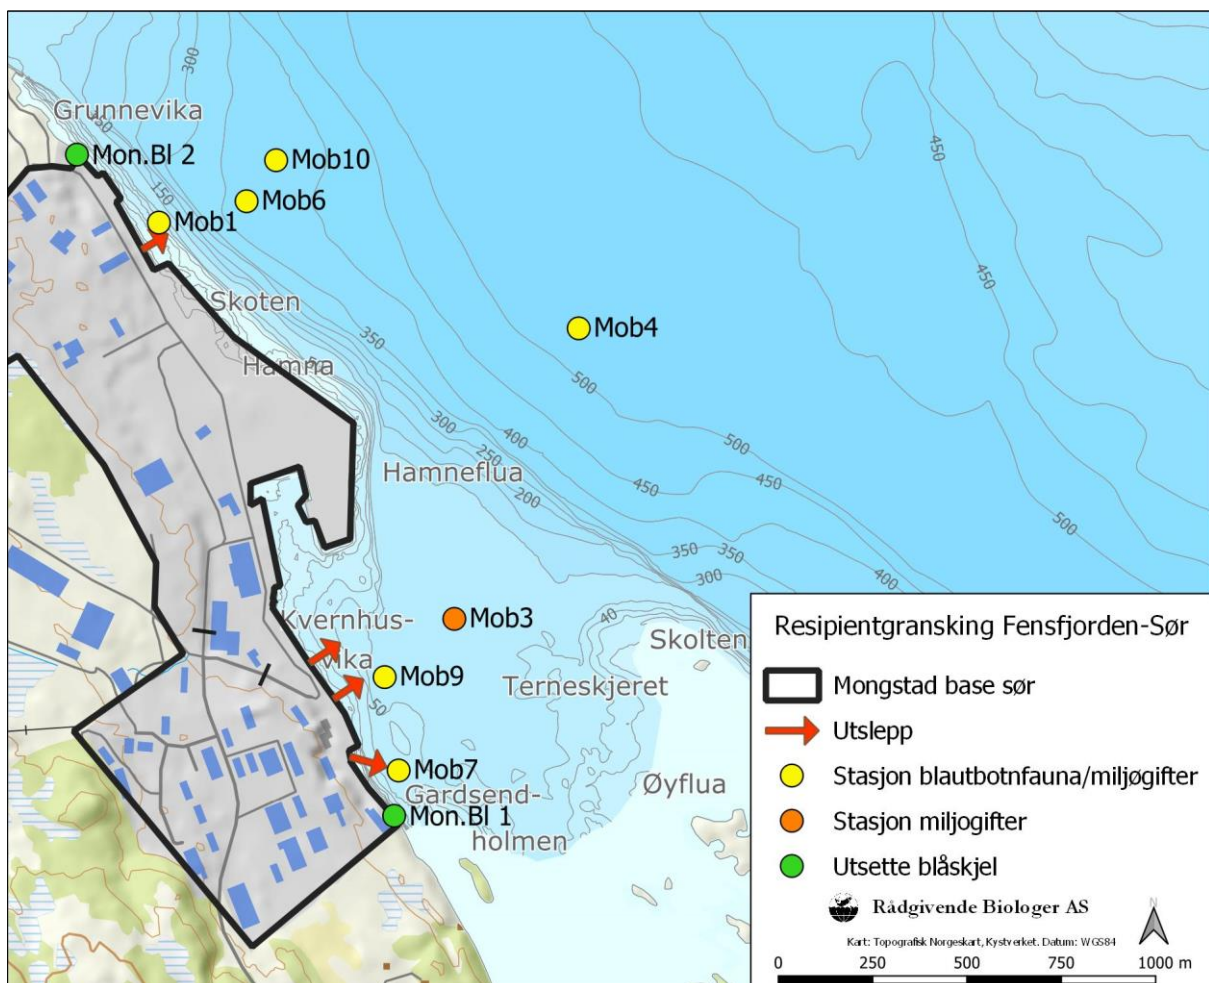 300
Grunnevika
50
Mon.Bl 2
Mob10
150
Mob6
Mob1
450
Skoten
450
Hamna
50
350
Mob4
500
300
400
250
500
Hamneflua
200
450
450
500
350
350
400
300
Kvernhus-
vika
Mob3
40
Skolten
Mob9
Terneskjeret
50
Mob7
Gardsend-
holmen
Mon.Bl 1
Øyflua
Resipientgransking Fensfjorden-Sør
Mongstad base sør
Utslepp
Stasjon blautbotnfauna/miljøgifter
Stasjon miljogifter
Utsette blåskjel
Rådgivende Biologer AS
N
Kart: Topografisk Norgeskart, Kystverket. Datum: WGS84
0 250 500 750 1000 m